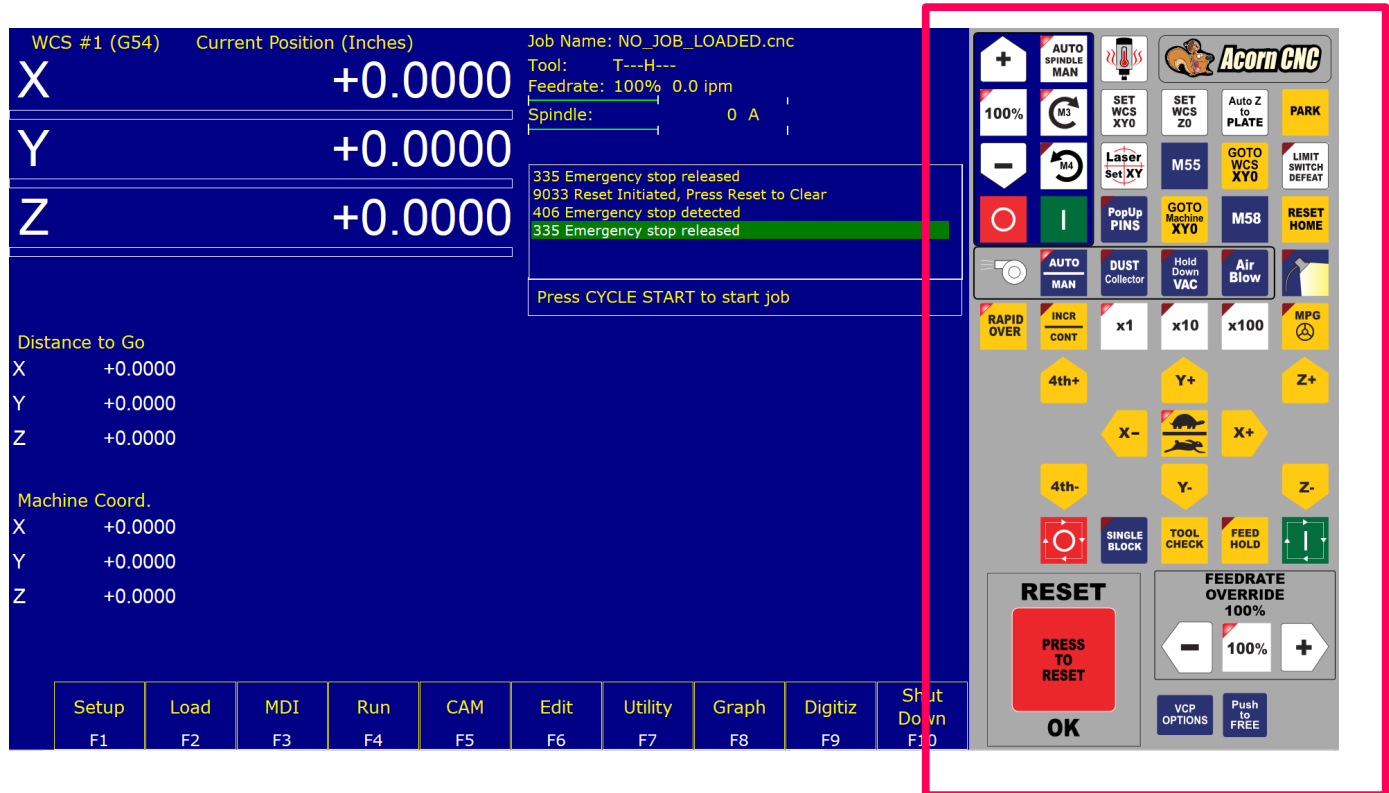 WCS #1 (G54) Current Position (Inches)
X +0.0000
Y +0.0000
Z +0.0000
Job Name: NO_JOB_LOADED.cnc
Tool: T---H---
Feedrate: 100% 0.0 ipm
Spindle: 0 A
335 Emergency stop released
9033 Reset Initiated, Press Reset to Clear
406 Emergency stop detected
335 Emergency stop released
Press CYCLE START to start job
Distance to Go
X +0.0000
Y +0.0000
Z +0.0000
Machine Coord.
X +0.0000
Y +0.0000
Z +0.0000
Setup
F1
Load
F2
MDI
F3
Run
F4
CAM
F5
Edit
F6
Utility
F7
Graph
F8
Digitiz
F9
Shut
Down
F10
+
AUTO
SPINDLE
MAN
Acorn CNC
100%
M3
SET
WCS
XY0
SET
WCS
Z0
Auto Z
to
PLATE
PARK
−
M4
Laser
Set XY
M55
GOTO
WCS
XY0
LIMIT
SWITCH
DEFEAT
PopUp
PINS
GOTO
Machine
XY0
M58
RESET
HOME
AUTO
MAN
DUST
Collector
Hold
Down
VAC
Air
Blow
RAPID
OVER
INCR
CONT
x1
x10
x100
MPG
4th+
Y+
Z+
X-
X+
4th-
Y-
Z-
SINGLE
BLOCK
TOOL
CHECK
FEED
HOLD
RESET
PRESS
TO
RESET
OK
FEEDRATE
OVERRIDE
100%
−
100%
+
VCP
OPTIONS
Push
to
FREE